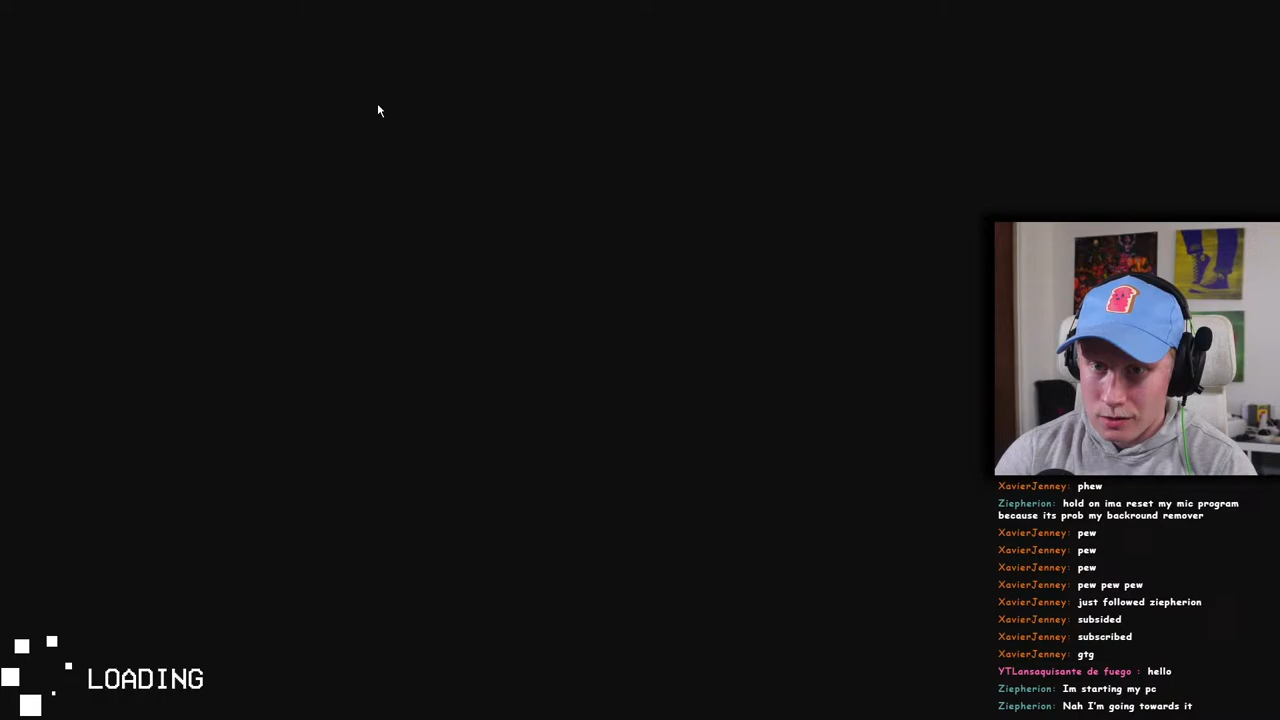 XavierJenney: phew
Ziepherion: hold on ima reset my mic program
because its prob my backround remover
XavierJenney: pew
XavierJenney: pew
XavierJenney: pew
XavierJenney: pew pew pew
XavierJenney: just followed ziepherion
XavierJenney: subsided
XavierJenney: subscribed
XavierJenney: gtg
YTLansaquisante de fuego : hello
Ziepherion: Im starting my pc
Ziepherion: Nah I'm going towards it
LOADING